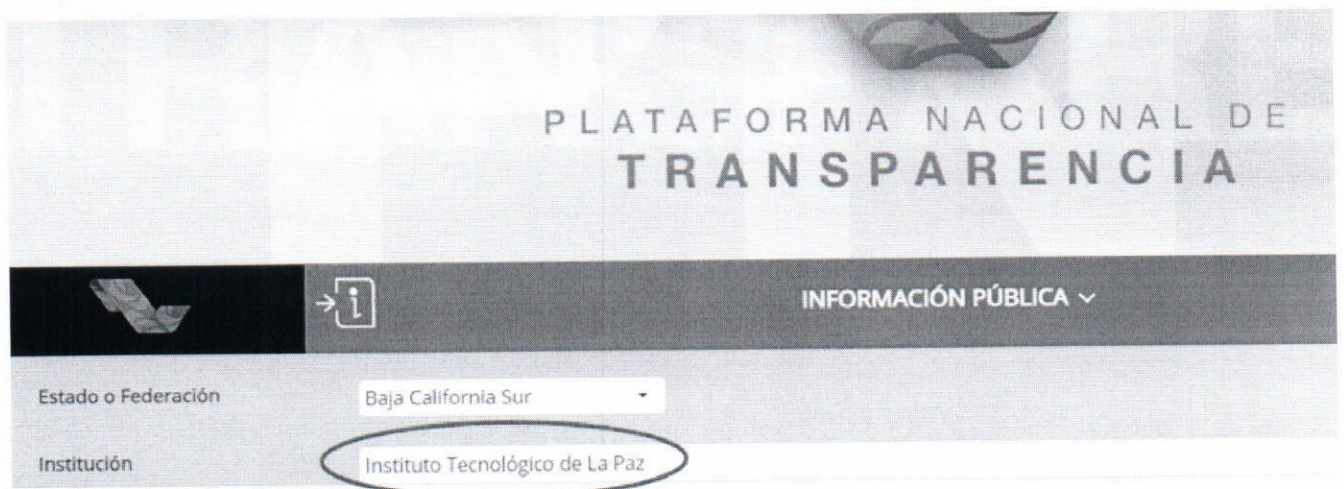 PLATAFORMA NACIONAL DE
TRANSPARENCIA
INFORMACIÓN PÚBLICA
Estado o Federación
Baja California Sur
Institución
Instituto Tecnológico de La Paz